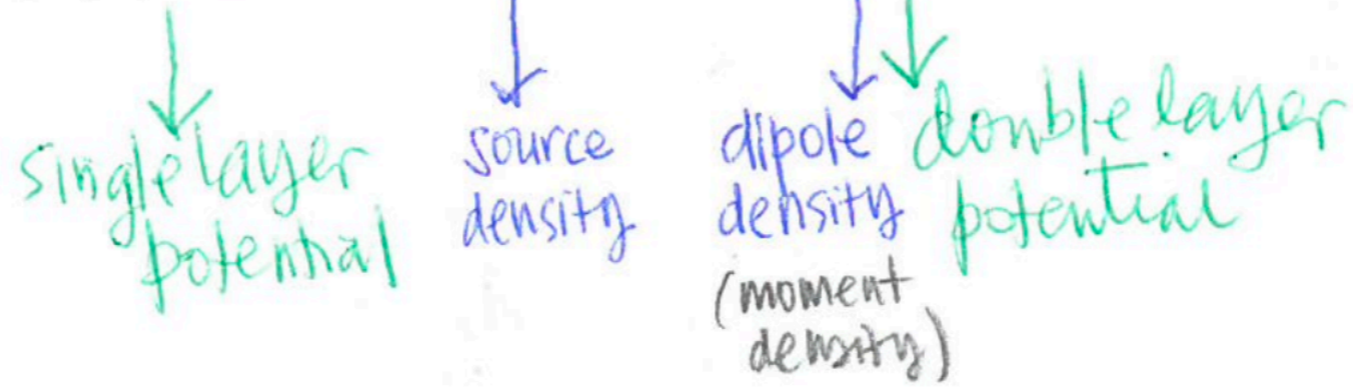 single layer
potential
source
density
dipole
density
(moment
density)
double layer
potential